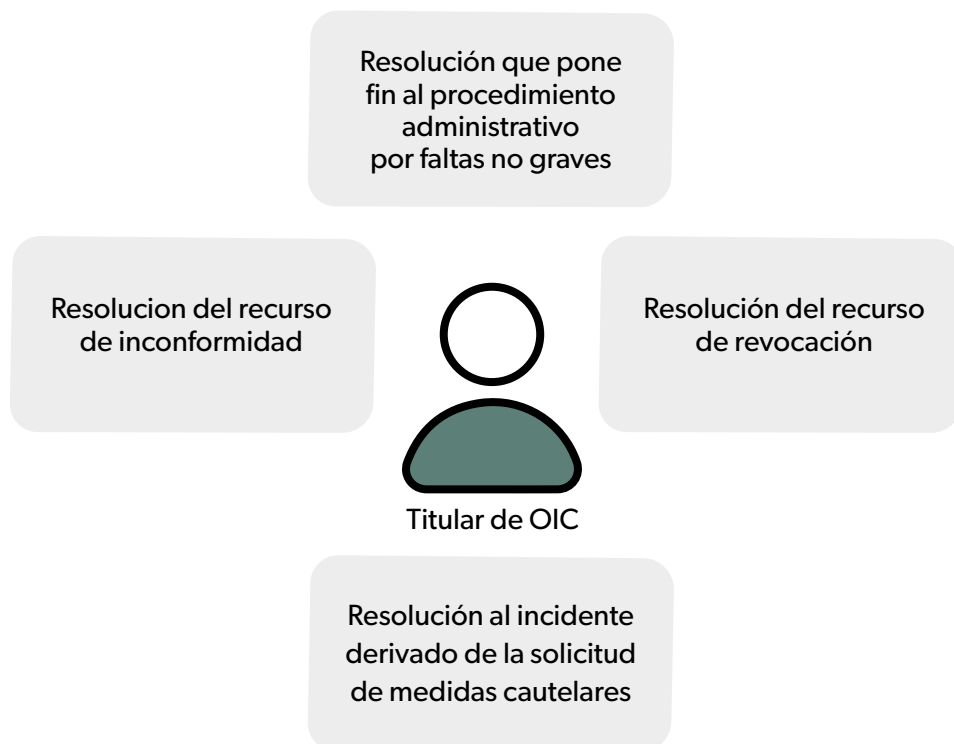 Resolución que pone
fin al procedimiento
administrativo
por faltas no graves
Resolucion del recurso
de inconformidad
Resolución del recurso
de revocación
Titular de OIC
Resolución al incidente
derivado de la solicitud
de medidas cautelares